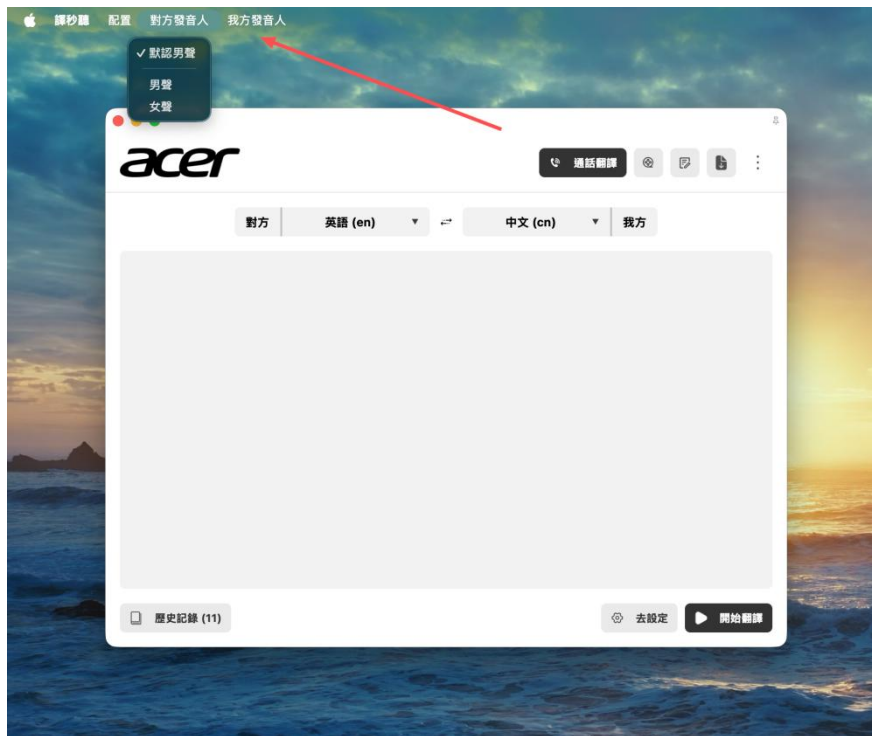 譯秒聽 配置 對方發音人 我方發音人
✓ 默認男聲
男聲
女聲
acer
通話翻譯
對方 英語 (en) ▼ ⇌ 中文 (cn) ▼ 我方
歷史記錄 (11) 去設定 開始翻譯